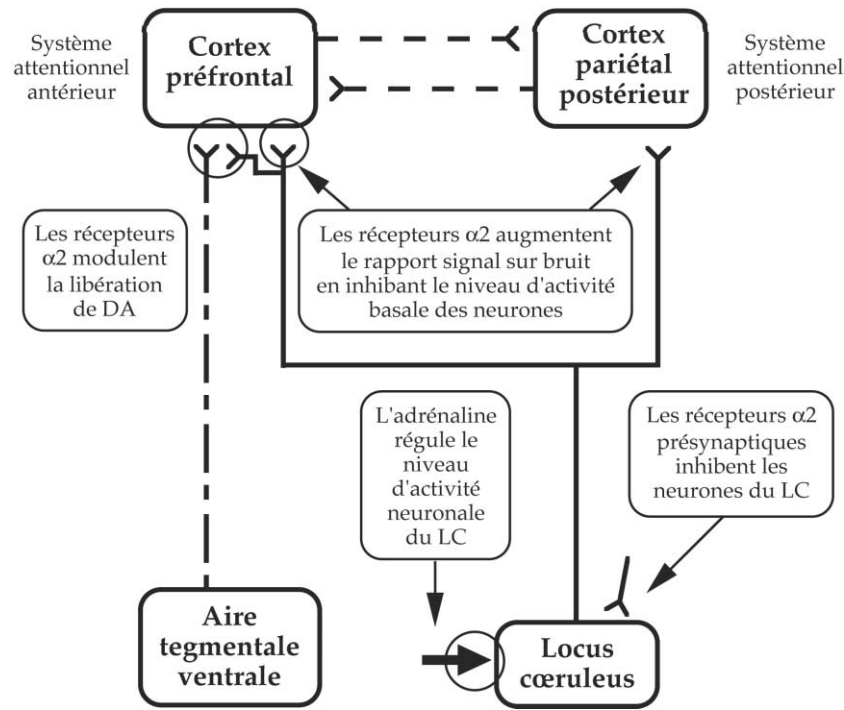 Système
attentionnel
antérieur
Cortex
préfrontal
Cortex
pariétal
postérieur
Système
attentionnel
postérieur
Les récepteurs
α2 modulent
la libération
de DA
Les récepteurs α2 augmentent
le rapport signal sur bruit
en inhibant le niveau d'activité
basale des neurones
L'adrénaline
régule le
niveau
d'activité
neuronale
du LC
Les récepteurs α2
présynaptiques
inhibent les
neurones du LC
Aire
tegmentale
ventrale
Locus
cœruleus